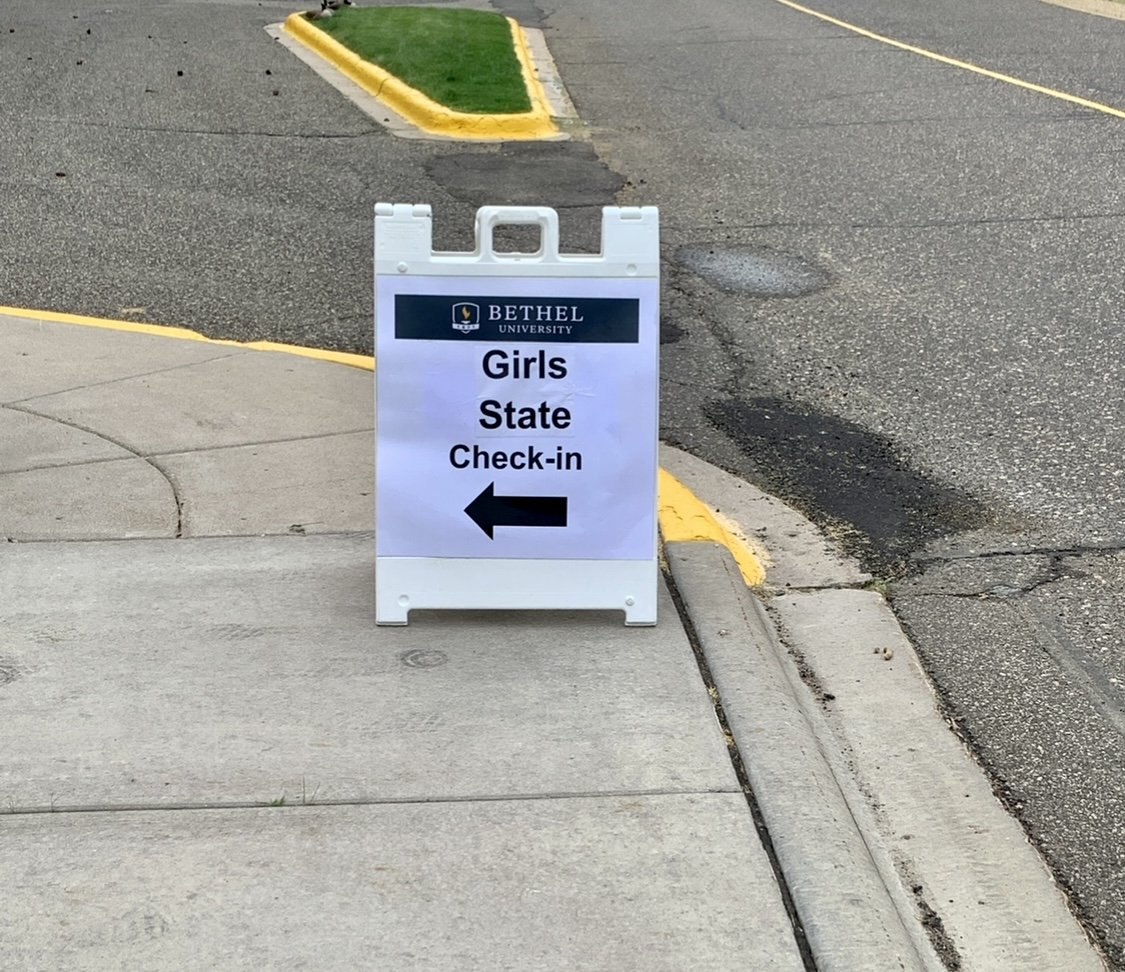 BETHEL
UNIVERSITY
Girls
State
Check-in